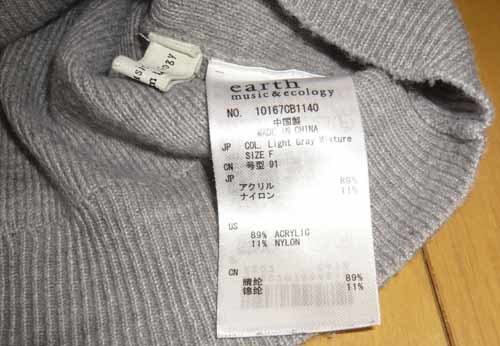 earth
music&ecology
NO. 10167CB1140
中国製
MADE IN CHINA
JP COL. Light Gray Mixture
SIZE F
CN 号型 91
JP
アクリル 89%
ナイロン 11%
US
89% ACRYLIC
11% NYLON
CN
腈纶 89%
锦纶 11%